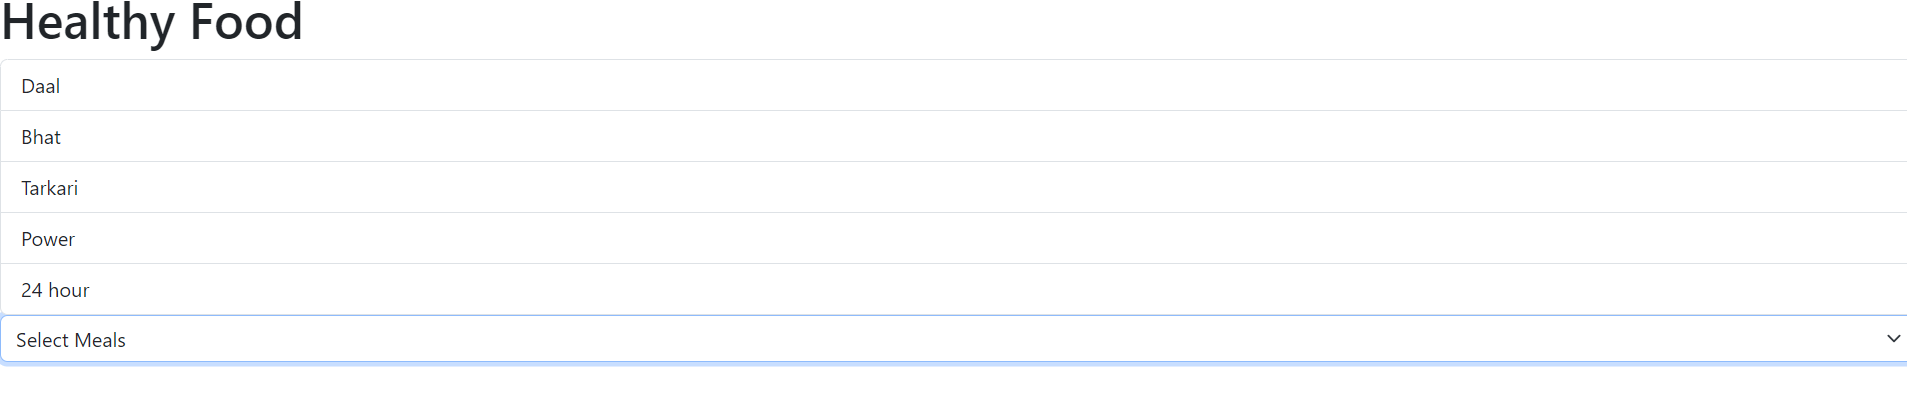 Healthy Food
Daal
Bhat
Tarkari
Power
24 hour
Select Meals